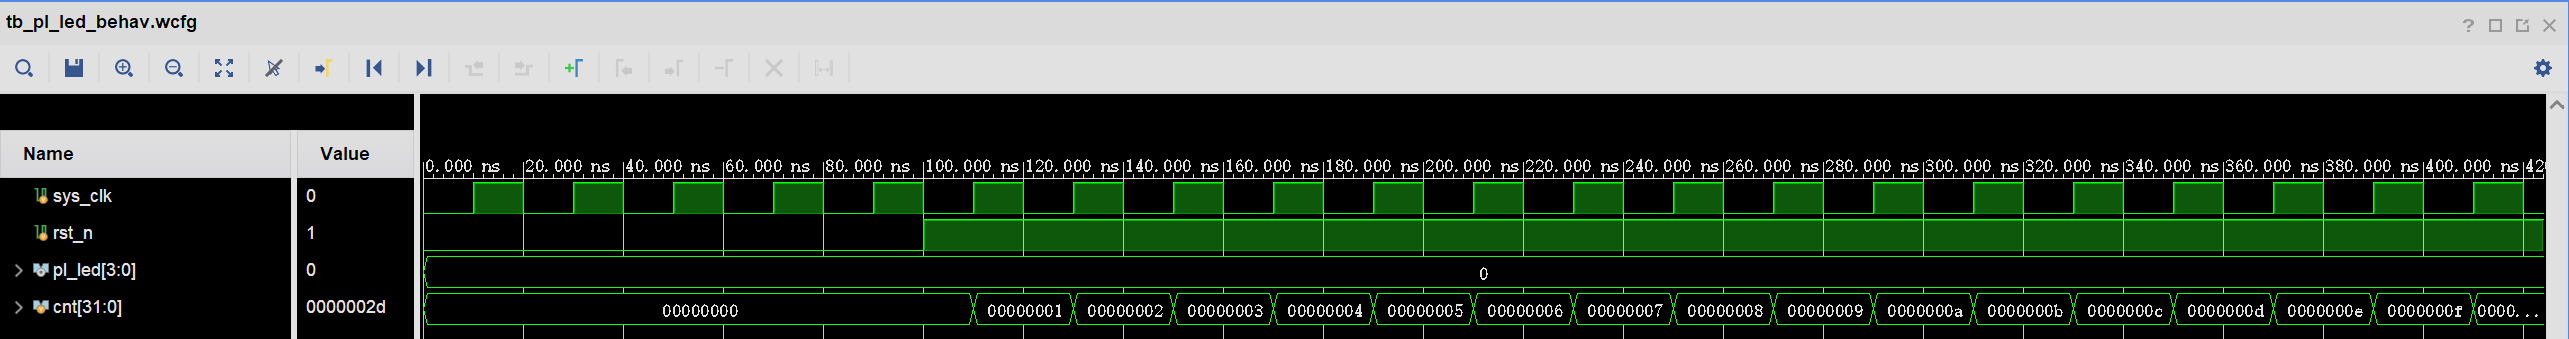 tb_pl_led_behav.wcfg
Name Value
0.000 ns 20.000 ns 40.000 ns 60.000 ns 80.000 ns 100.000 ns 120.000 ns 140.000 ns 160.000 ns 180.000 ns 200.000 ns 220.000 ns 240.000 ns 260.000 ns 280.000 ns 300.000 ns 320.000 ns 340.000 ns 360.000 ns 380.000 ns 400.000 ns 420
sys_clk 0
rst_n 1
pl_led[3:0] 0 0
cnt[31:0] 0000002d 00000000 00000001 00000002 00000003 00000004 00000005 00000006 00000007 00000008 00000009 0000000a 0000000b 0000000c 0000000d 0000000e 0000000f 0000...